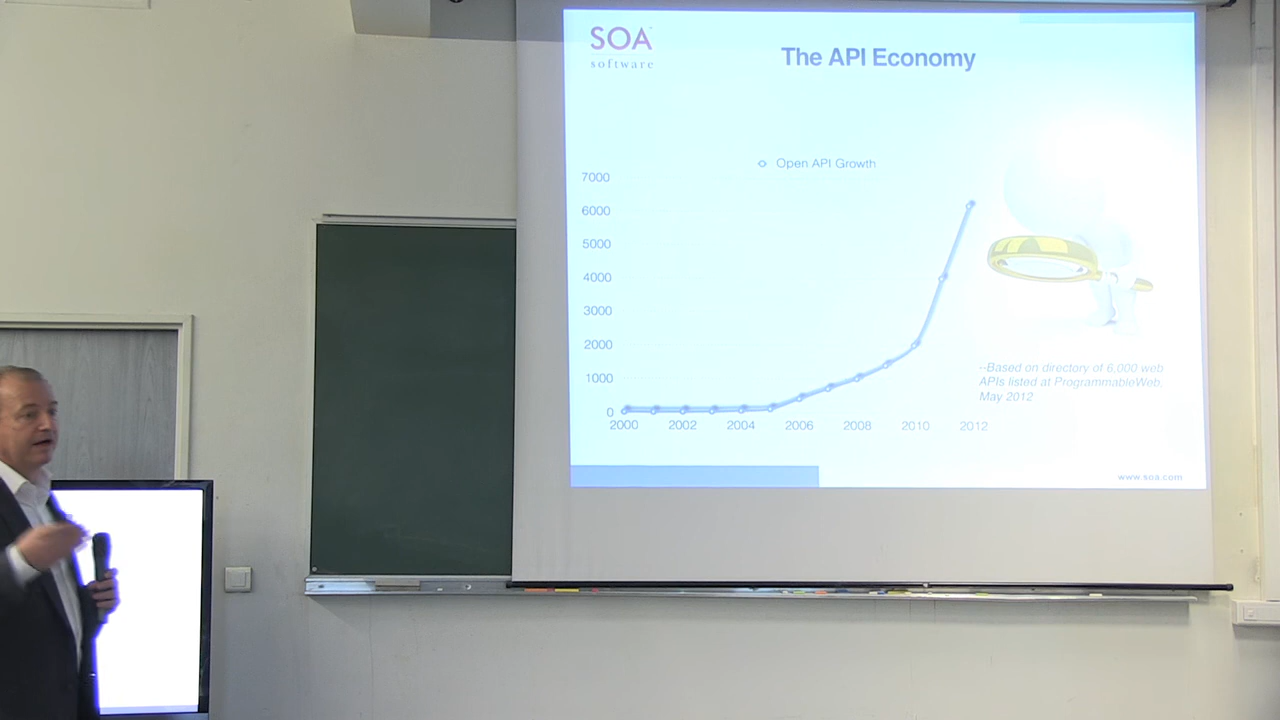 SOA
software
The API Economy
Open API Growth
7000
6000
5000
4000
3000
2000
1000
0
2000 2002 2004 2006 2008 2010 2012
--Based on directory of 6,000 web
APIs listed at ProgrammableWeb,
May 2012
www.soa.com